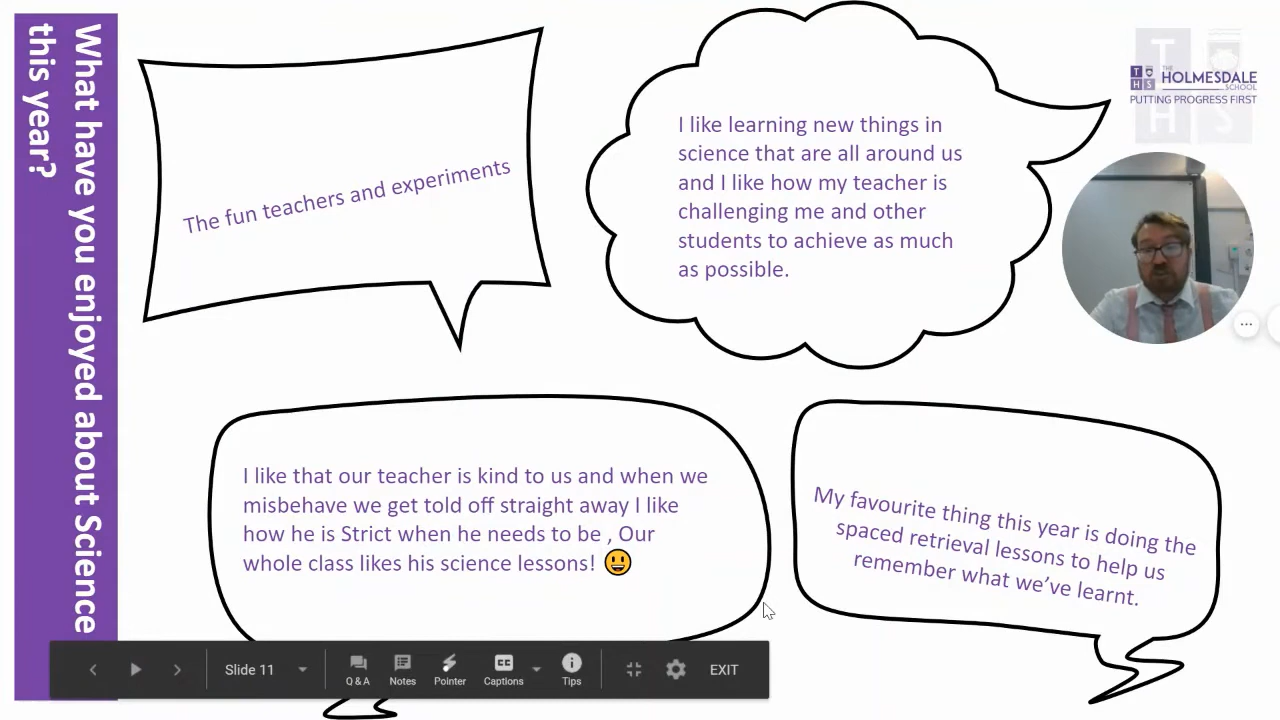 What have you enjoyed about Science
this year?
The fun teachers and experiments
I like learning new things in
science that are all around us
and I like how my teacher is
challenging me and other
students to achieve as much
as possible.
T H S
THE
HOLMESDALE
SCHOOL
PUTTING PROGRESS FIRST
T
H S
I like that our teacher is kind to us and when we
misbehave we get told off straight away I like
how he is Strict when he needs to be , Our
whole class likes his science lessons! 😀
My favourite thing this year is doing the
spaced retrieval lessons to help us
remember what we've learnt.
Slide 11
Q & A
Notes
Pointer
CC
Captions
Tips
EXIT